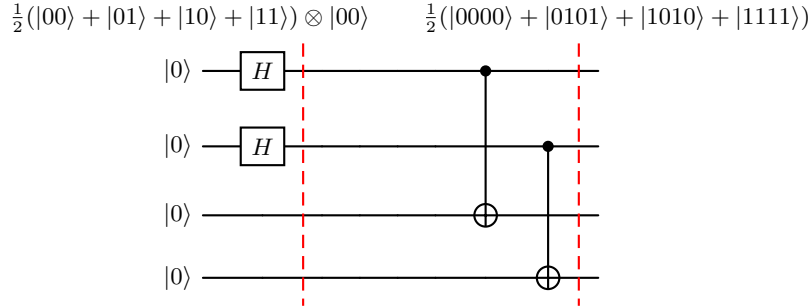 ½(|00⟩ + |01⟩ + |10⟩ + |11⟩) ⊗ |00⟩
½(|0000⟩ + |0101⟩ + |1010⟩ + |1111⟩)
|0⟩ H
|0⟩ H
|0⟩
|0⟩